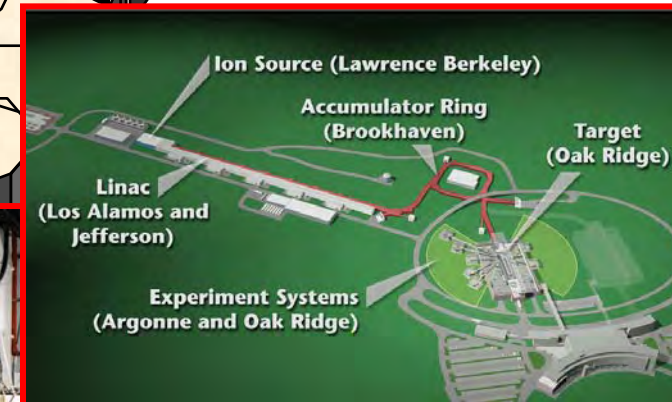 Ion Source (Lawrence Berkeley)
Accumulator Ring
(Brookhaven)
Target
(Oak Ridge)
Linac
(Los Alamos and
Jefferson)
Experiment Systems
(Argonne and Oak Ridge)